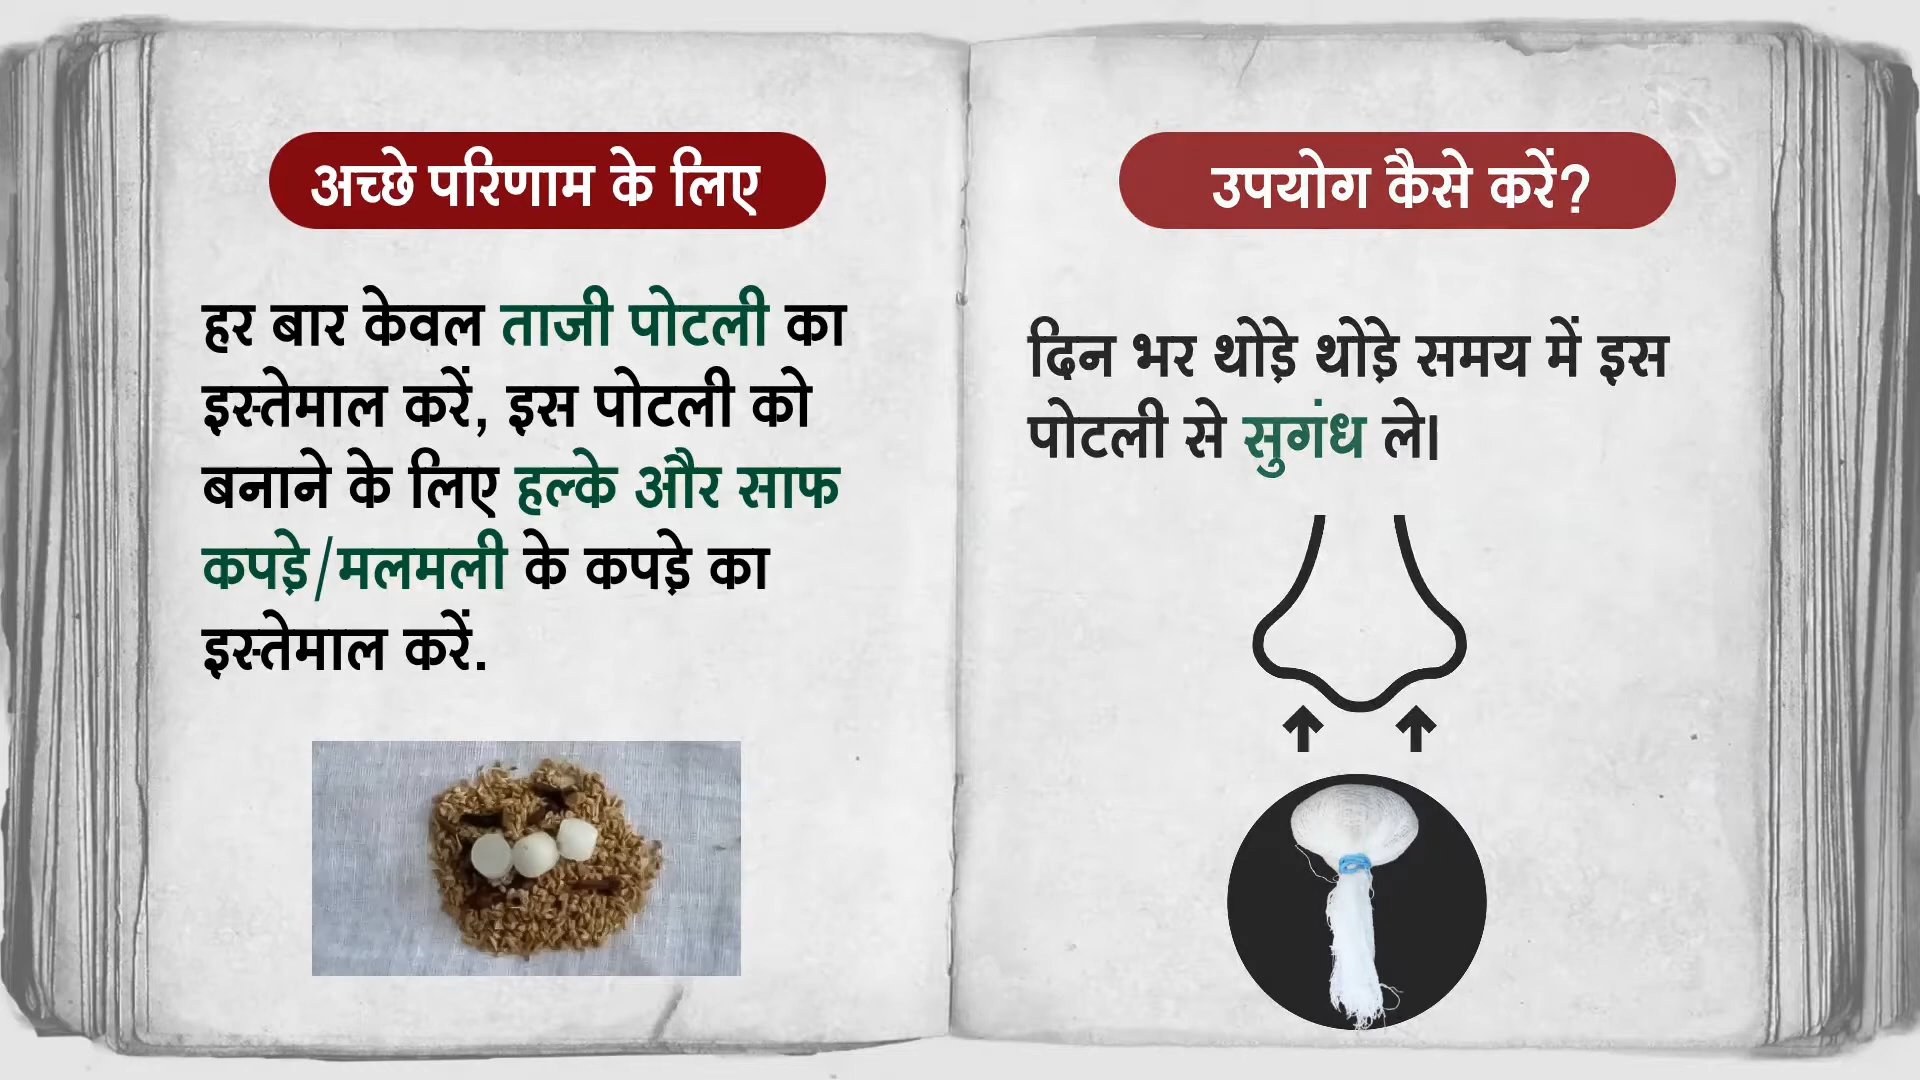 अच्छे परिणाम के लिए
हर बार केवल ताजी पोटली का
इस्तेमाल करें, इस पोटली को
बनाने के लिए हल्के और साफ
कपड़े/मलमली के कपड़े का
इस्तेमाल करें.
उपयोग कैसे करें?
दिन भर थोड़े थोड़े समय में इस
पोटली से सुगंध ले।